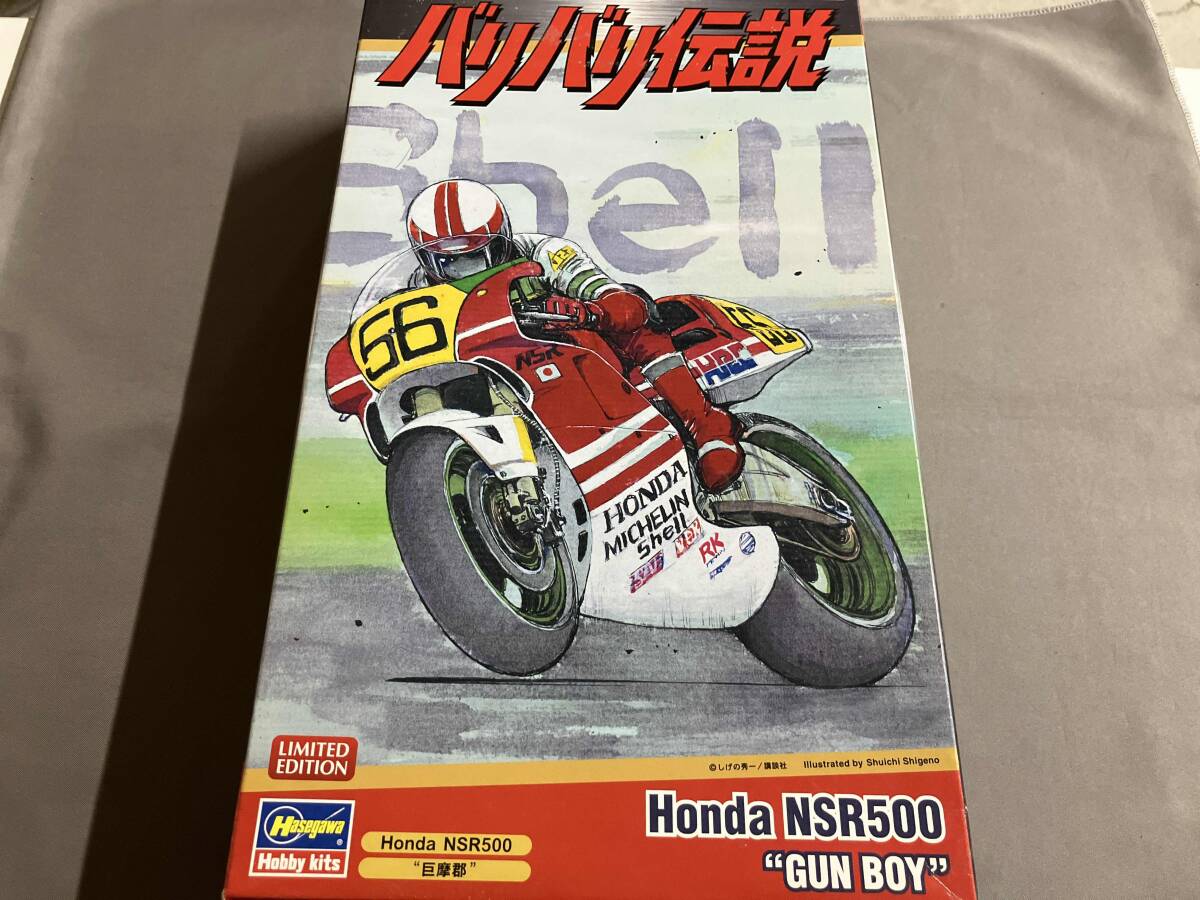 バリバリ伝説
Shell
56
NSR
HRC
HONDA
MICHELIN
Shell
RK
LIMITED
EDITION
©しげの秀一/講談社 Illustrated by Shuichi Shigeno
Hasegawa
Hobby kits
Honda NSR500
"巨摩郡"
Honda NSR500
"GUN BOY"